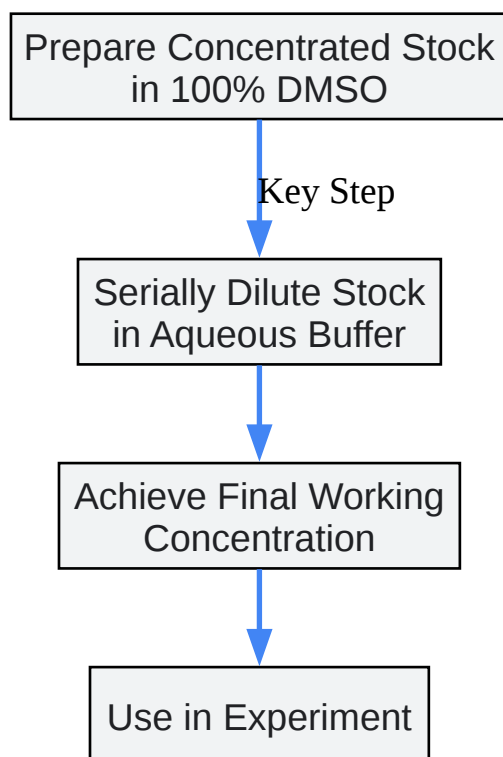 Prepare Concentrated Stock
in 100% DMSO
Key Step
Serially Dilute Stock
in Aqueous Buffer
Achieve Final Working
Concentration
Use in Experiment